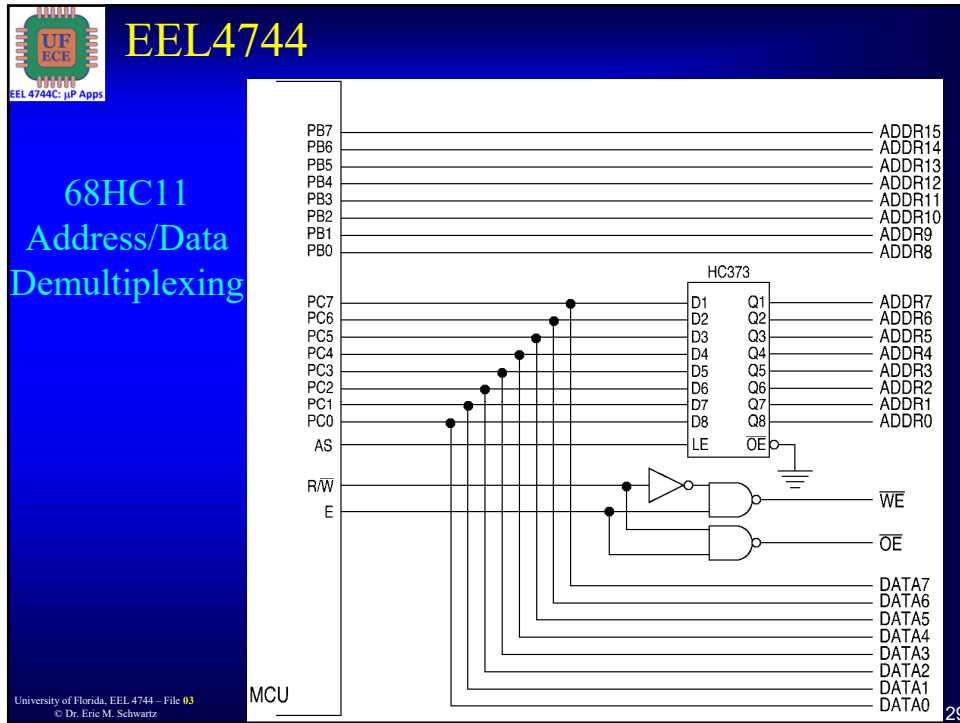 UF
ECE
EEL 4744C: µP Apps
EEL4744
68HC11
Address/Data
Demultiplexing
PB7 ADDR15
PB6 ADDR14
PB5 ADDR13
PB4 ADDR12
PB3 ADDR11
PB2 ADDR10
PB1 ADDR9
PB0 ADDR8
HC373
PC7 D1 Q1 ADDR7
PC6 D2 Q2 ADDR6
PC5 D3 Q3 ADDR5
PC4 D4 Q4 ADDR4
PC3 D5 Q5 ADDR3
PC2 D6 Q6 ADDR2
PC1 D7 Q7 ADDR1
PC0 D8 Q8 ADDR0
AS LE O̅E̅
R/W̅ W̅E̅
E
O̅E̅
DATA7
DATA6
DATA5
DATA4
DATA3
DATA2
DATA1
DATA0
MCU
University of Florida, EEL 4744 – File 03
© Dr. Eric M. Schwartz
29